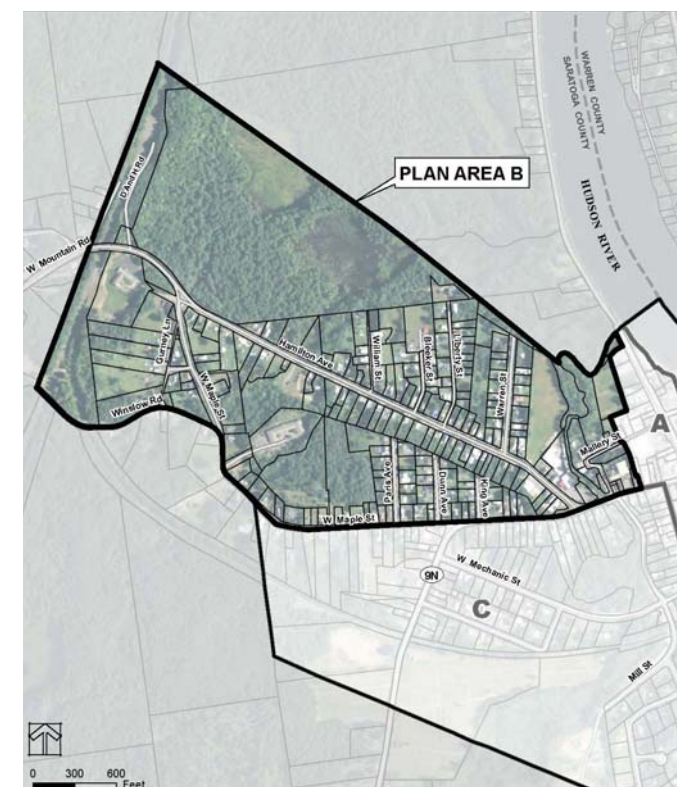 WARREN COUNTY
SARATOGA COUNTY
HUDSON RIVER
PLAN AREA B
D And H Rd
W Mountain Rd
Gurney Ln
Hamilton Ave
William St
Bleeker St
Liberty St
Warren St
W Maple St
Winslow Rd
Mallery St
A
Paris Ave
Dunn Ave
King Ave
W Maple St
W Mechanic St
9N
C
Mill St
0 300 600
Feet